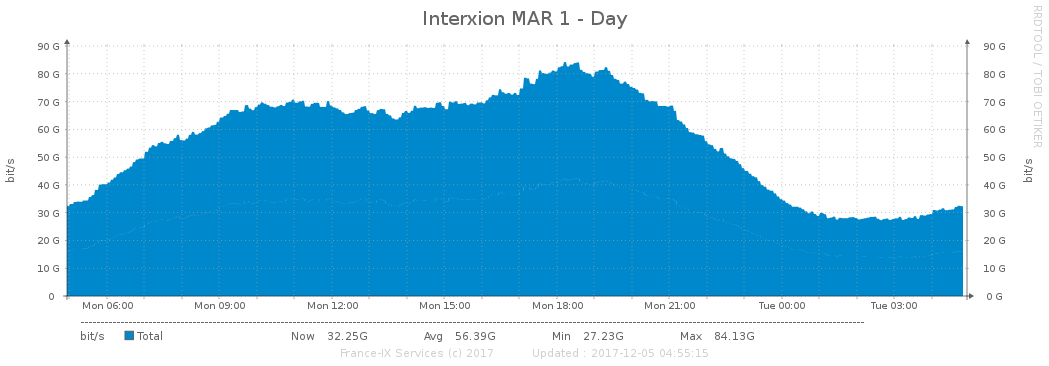 Interxion MAR 1 - Day
RRDTOOL / TOBI OETIKER
bit/s
90 G 90 G
80 G 80 G
70 G 70 G
60 G 60 G
50 G 50 G
40 G 40 G
30 G 30 G
20 G 20 G
10 G 10 G
0 0 G
bit/s
Mon 06:00 Mon 09:00 Mon 12:00 Mon 15:00 Mon 18:00 Mon 21:00 Tue 00:00 Tue 03:00
bit/s Total Now 32.25G Avg 56.39G Min 27.23G Max 84.13G
France-IX Services (c) 2017 Updated : 2017-12-05 04:55:15